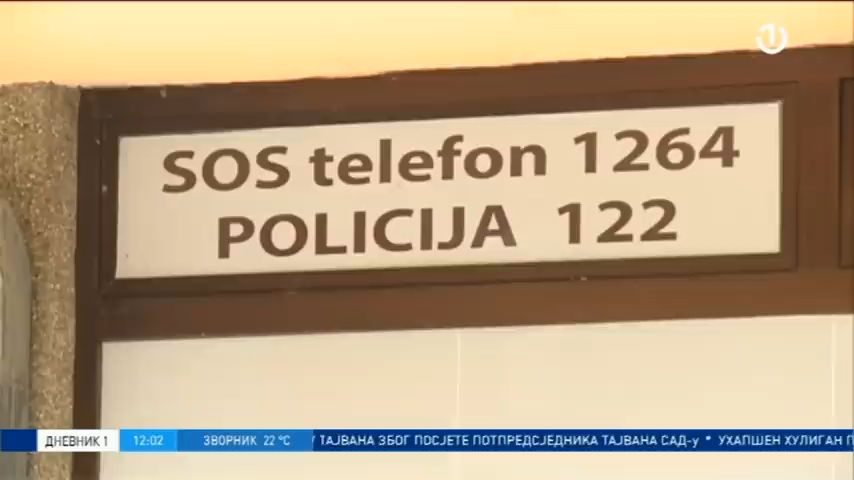 SOS telefon 1264
POLICIJA 122
ДНЕВНИК 1 12:02 ЗВОРНИК 22 °C ТАЈВАНА ЗБОГ ПОСЈЕТЕ ПОТПРЕДСЈЕДНИКА ТАЈВАНА САД-у * УХАПШЕН ХУЛИГАН